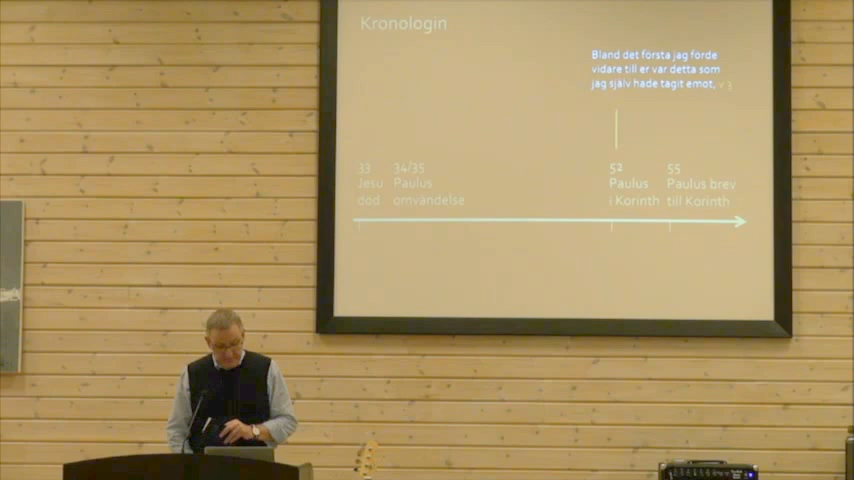 Kronologin
Bland det första jag förde
vidare till er var detta som
jag själv hade tagit emot, v 3
33
Jesu
död
34/35
Paulus
omvändelse
52
Paulus
i Korinth
55
Paulus brev
till Korinth